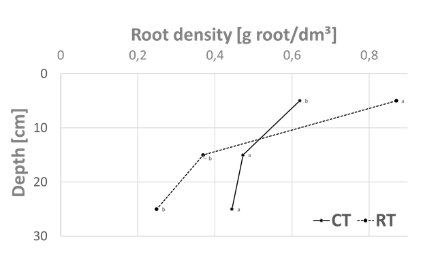 Root density [g root/dm³]
0 0,2 0,4 0,6 0,8
Depth [cm]
0
b a
10
a
b
20
b a
30
CT RT